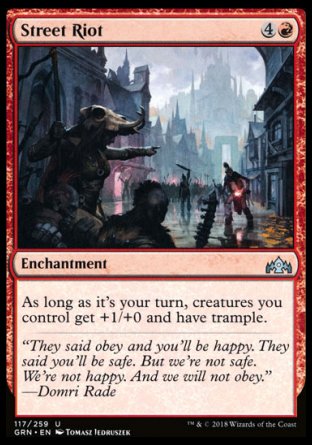 Street Riot 4
Enchantment
As long as it's your turn, creatures you
control get +1/+0 and have trample.
"They said obey and you'll be happy. They
said you'll be safe. But we're not safe.
We're not happy. And we will not obey."
—Domri Rade
117/259 U
GRN • EN Tomasz Jedruszek
™ & © 2018 Wizards of the Coast